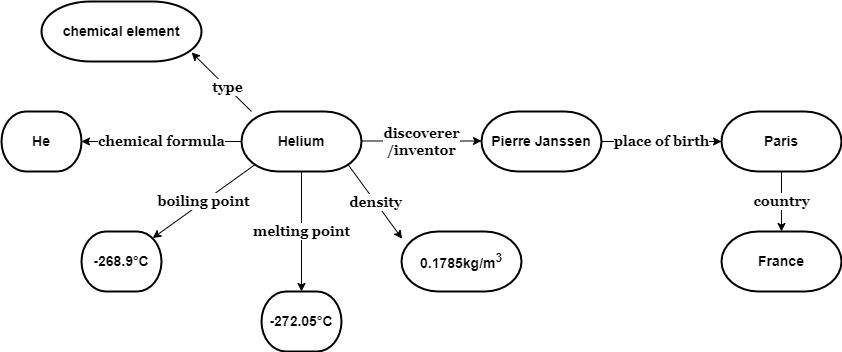 chemical element
type
He
chemical formula
Helium
discoverer
/inventor
Pierre Janssen
place of birth
Paris
boiling point
melting point
density
country
-268.9°C
0.1785kg/m³
France
-272.05°C